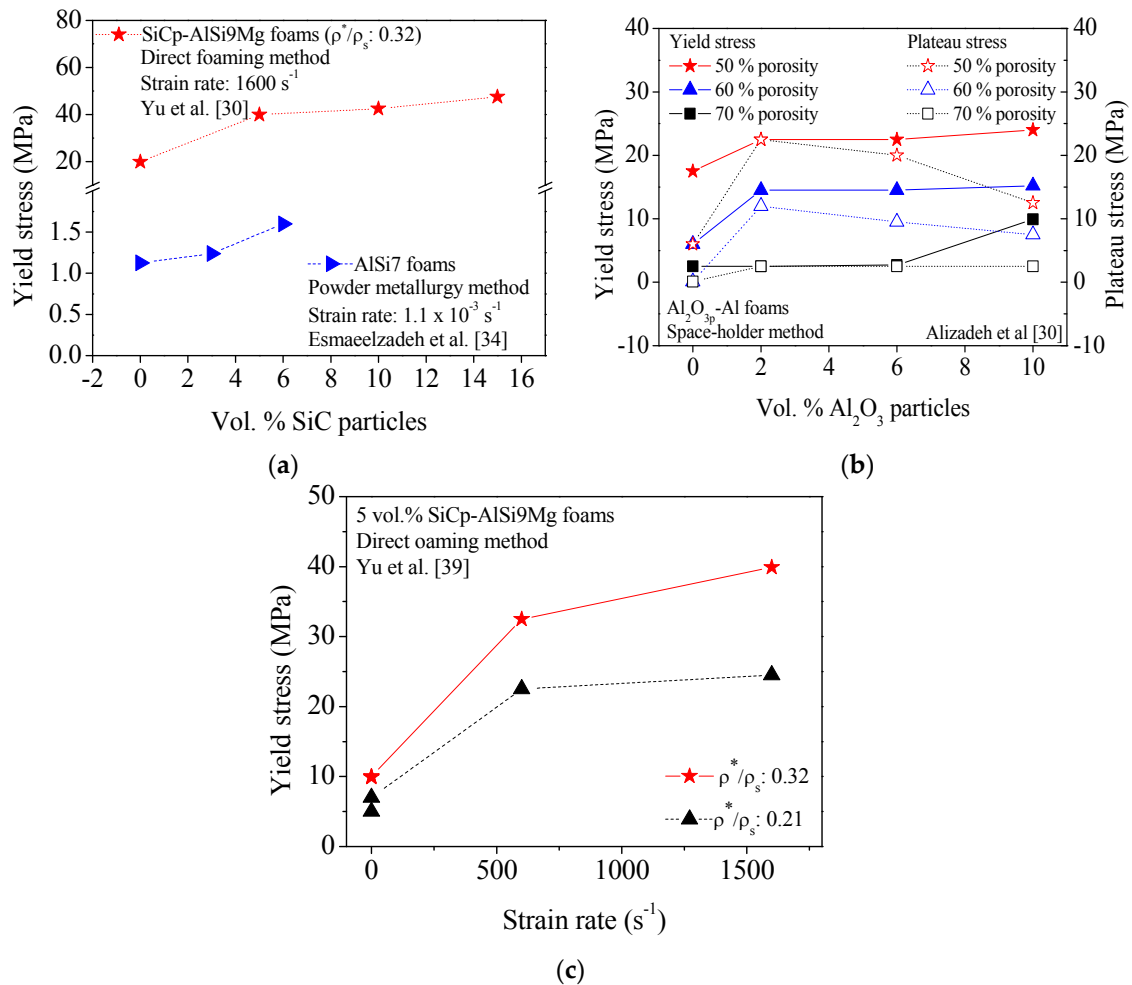 80
60
40
20
1.5
1.0
0.5
0.0
Yield stress (MPa)
SiCp-AlSi9Mg foams (ρ*/ρs: 0.32)
Direct foaming method
Strain rate: 1600 s-1
Yu et al. [30]
AlSi7 foams
Powder metallurgy method
Strain rate: 1.1 x 10-3 s-1
Esmaeelzadeh et al. [34]
-2 0 2 4 6 8 10 12 14 16
Vol. % SiC particles
(a)
40
30
20
10
0
-10
Yield stress (MPa)
Yield stress
50 % porosity
60 % porosity
70 % porosity
Plateau stress
50 % porosity
60 % porosity
70 % porosity
Al2O3p-Al foams
Space-holder method
Alizadeh et al [30]
40
30
20
10
0
-10
Plateau stress (MPa)
0 2 4 6 8 10
Vol. % Al2O3 particles
(b)
50
40
30
20
10
0
Yield stress (MPa)
5 vol.% SiCp-AlSi9Mg foams
Direct oaming method
Yu et al. [39]
ρ*/ρs: 0.32
ρ*/ρs: 0.21
0 500 1000 1500
Strain rate (s-1)
(c)